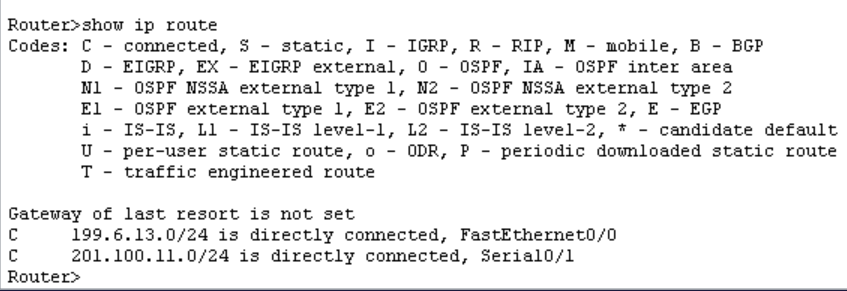 Router>show ip route
Codes: C - connected, S - static, I - IGRP, R - RIP, M - mobile, B - BGP
       D - EIGRP, EX - EIGRP external, O - OSPF, IA - OSPF inter area
       N1 - OSPF NSSA external type 1, N2 - OSPF NSSA external type 2
       E1 - OSPF external type 1, E2 - OSPF external type 2, E - EGP
       i - IS-IS, L1 - IS-IS level-1, L2 - IS-IS level-2, * - candidate default
       U - per-user static route, o - ODR, P - periodic downloaded static route
       T - traffic engineered route

Gateway of last resort is not set
C      199.6.13.0/24 is directly connected, FastEthernet0/0
C      201.100.11.0/24 is directly connected, Serial0/1
Router>